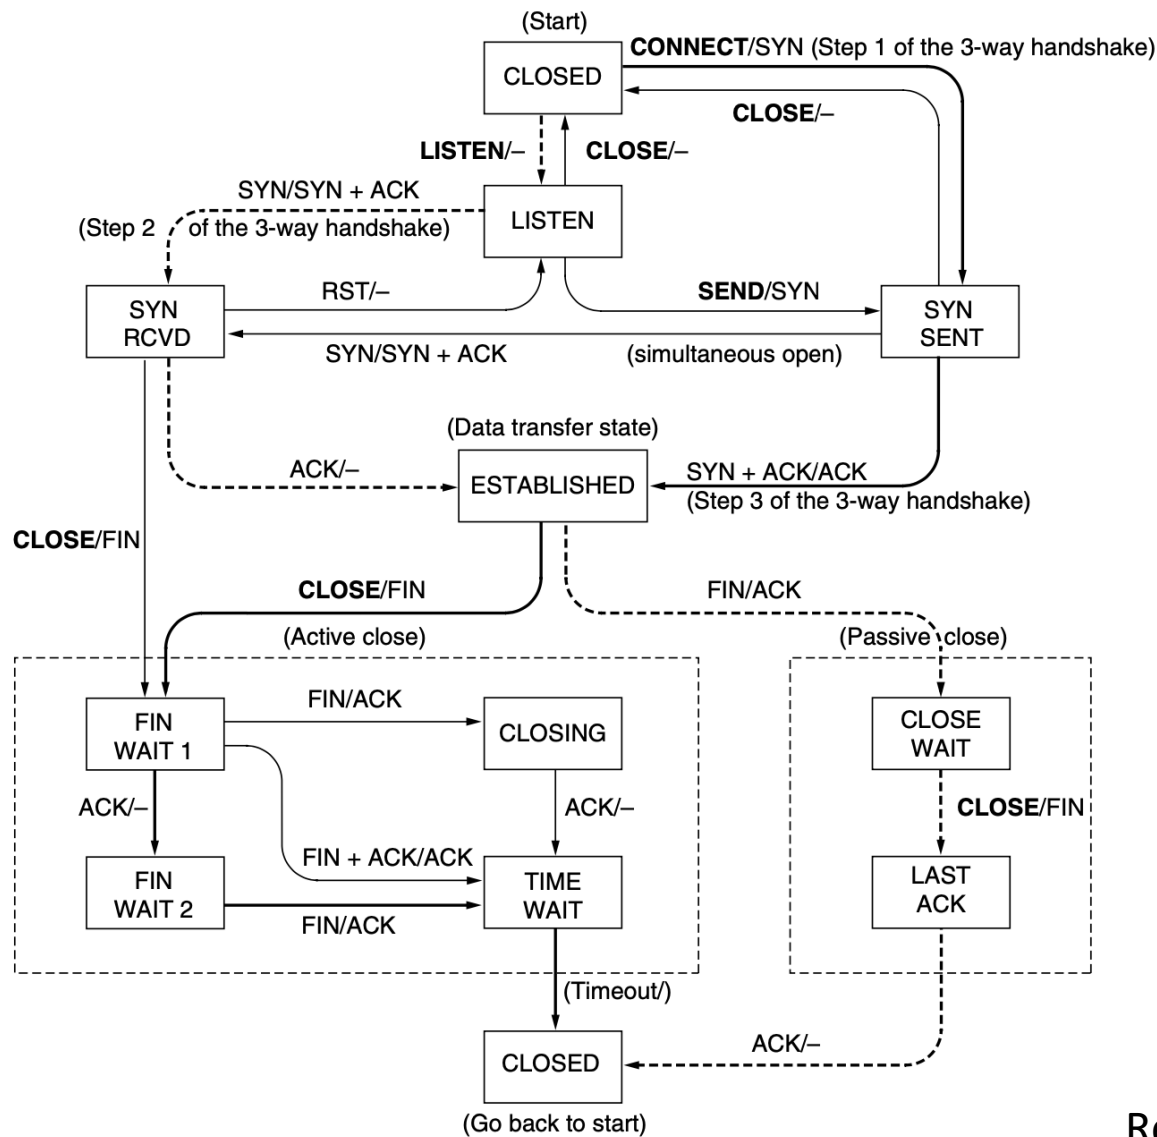 (Start)
CONNECT/SYN (Step 1 of the 3-way handshake)
CLOSED
CLOSE/–
LISTEN/–
CLOSE/–
SYN/SYN + ACK
LISTEN
(Step 2 of the 3-way handshake)
RST/–
SEND/SYN
SYN
RCVD
SYN
SENT
SYN/SYN + ACK
(simultaneous open)
(Data transfer state)
ACK/–
ESTABLISHED
SYN + ACK/ACK
(Step 3 of the 3-way handshake)
CLOSE/FIN
CLOSE/FIN
FIN/ACK
(Active close)
(Passive close)
FIN/ACK
FIN
WAIT 1
CLOSING
CLOSE
WAIT
ACK/–
ACK/–
CLOSE/FIN
FIN + ACK/ACK
FIN
WAIT 2
TIME
WAIT
LAST
ACK
FIN/ACK
(Timeout/)
ACK/–
CLOSED
(Go back to start)